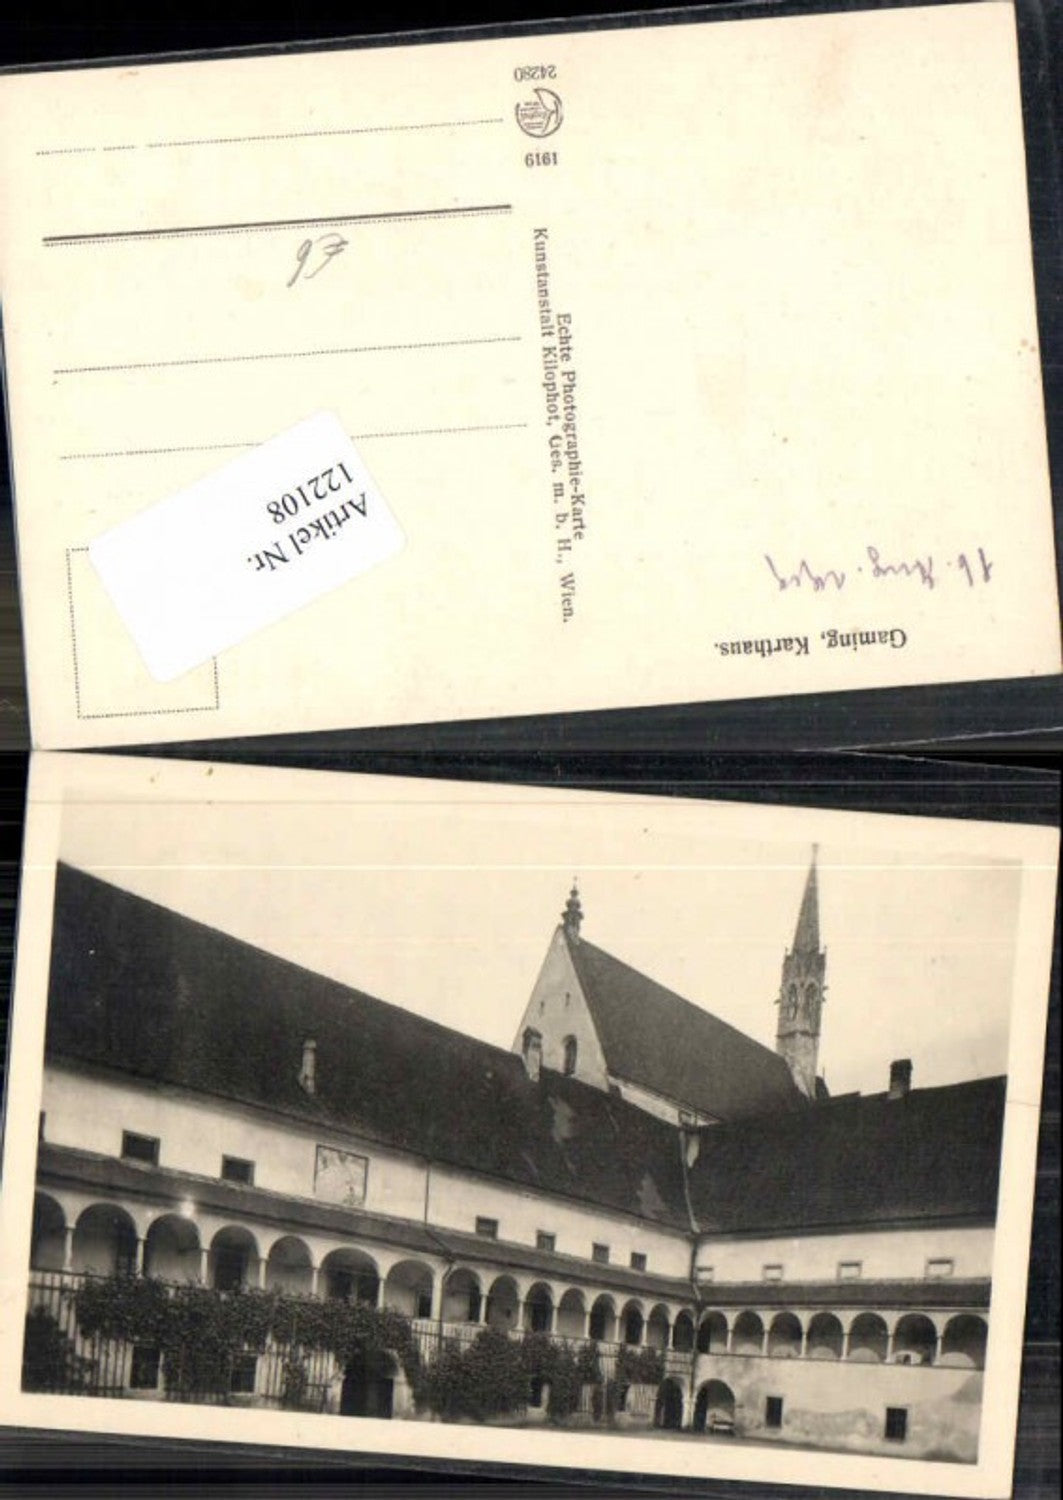 Gaming, Karthaus.
Echte Photographie-Karte
Kunstanstalt Kilophot, Ges. m. b. H., Wien.
1919
24280
Artikel Nr.
122108